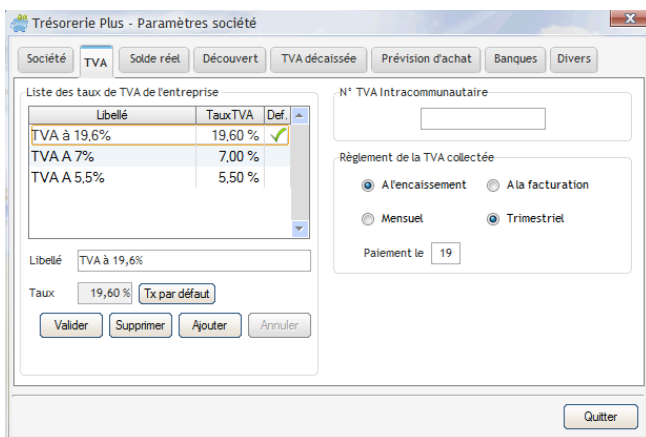 Trésorerie Plus - Paramètres société
Société TVA Solde réel Découvert TVA décaissée Prévision d'achat Banques Divers
Liste des taux de TVA de l'entreprise
Libellé TauxTVA Def.
TVA à 19,6% 19,60 %
TVA A 7% 7,00 %
TVA A 5,5% 5,50 %
Libellé TVA à 19,6%
Taux 19,60 % Tx par défaut
Valider Supprimer Ajouter Annuler
N° TVA Intracommunautaire
Règlement de la TVA collectée
A l'encaissement A la facturation
Mensuel Trimestriel
Paiement le 19
Quitter